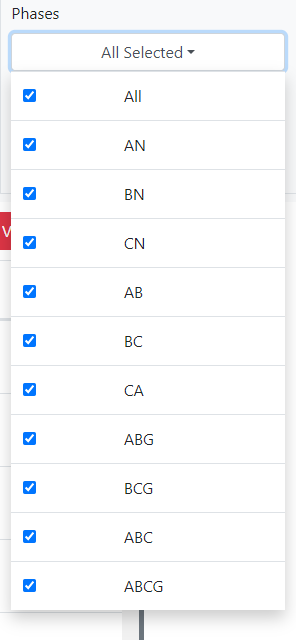 Phases
All Selected
All
AN
BN
CN
AB
BC
CA
ABG
BCG
ABC
ABCG